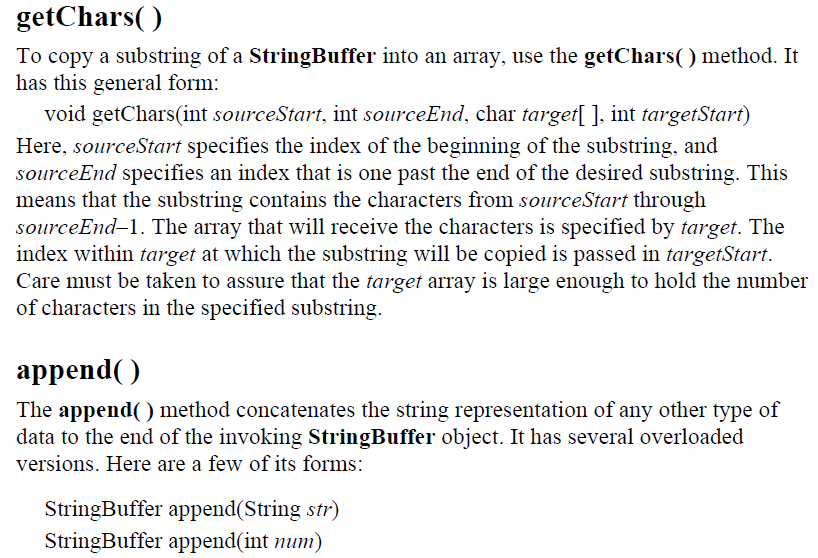 getChars( )
To copy a substring of a StringBuffer into an array, use the getChars( ) method. It
has this general form:
void getChars(int sourceStart, int sourceEnd, char target[ ], int targetStart)
Here, sourceStart specifies the index of the beginning of the substring, and
sourceEnd specifies an index that is one past the end of the desired substring. This
means that the substring contains the characters from sourceStart through
sourceEnd–1. The array that will receive the characters is specified by target. The
index within target at which the substring will be copied is passed in targetStart.
Care must be taken to assure that the target array is large enough to hold the number
of characters in the specified substring.
append( )
The append( ) method concatenates the string representation of any other type of
data to the end of the invoking StringBuffer object. It has several overloaded
versions. Here are a few of its forms:
StringBuffer append(String str)
StringBuffer append(int num)